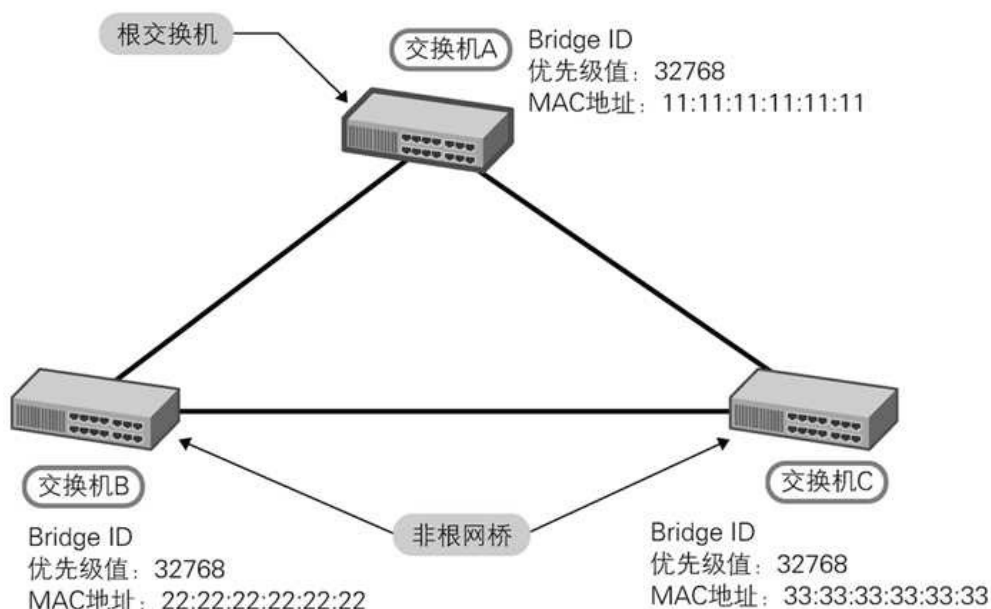 根交换机
交换机A
Bridge ID
优先级值：32768
MAC地址：11:11:11:11:11:11
交换机B
Bridge ID
优先级值：32768
MAC地址：22:22:22:22:22:22
非根网桥
交换机C
Bridge ID
优先级值：32768
MAC地址：33:33:33:33:33:33